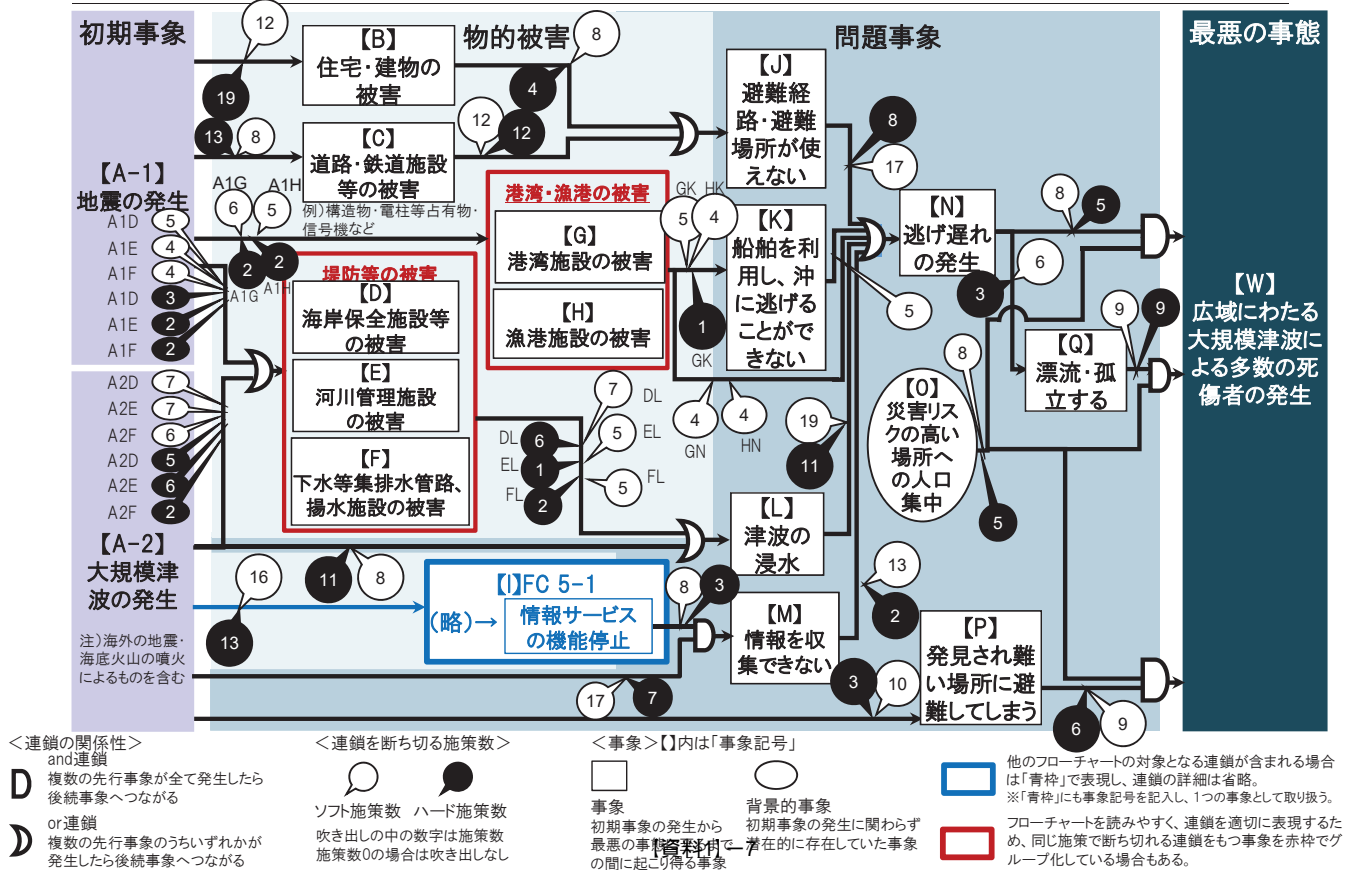 初期事象
物的被害
問題事象
最悪の事態
12
19
【B】
住宅・建物の
被害
8
4
13
8
【C】
道路・鉄道施設
等の被害
例）構造物・電柱等占有物・
信号機など
12
12
【J】
避難経
路・避難
場所が使
えない
8
17
【A-1】
地震の発生
A1D
5
A1E
4
A1F
4
A1D
3
A1E
2
A1F
2
A1G
A1H
6
5
2
2
A1G
A1H
港湾・漁港の被害
【G】
港湾施設の被害
【H】
漁港施設の被害
GK
HK
5
4
1
GK
【K】
船舶を利
用し、沖
に逃げる
ことがで
きない
5
【N】
逃げ遅れ
の発生
8
5
3
6
9
9
【Q】
漂流・孤
立する
【W】
広域にわたる
大規模津波に
よる多数の死
傷者の発生
堤防等の被害
【D】
海岸保全施設等
の被害
【E】
河川管理施設
の被害
【F】
下水等集排水管路、
揚水施設の被害
A2D
7
A2E
7
A2F
6
A2D
5
A2E
6
A2F
2
7
DL
DL
6
5
EL
EL
1
5
FL
FL
2
4
GN
4
HN
19
11
【O】
災害リス
クの高い
場所へ
の人口
集中
8
5
【A-2】
大規模津
波の発生
注）海外の地震・
海底火山の噴火
によるものを含む
11
8
16
13
【L】
津波の
浸水
【I】FC 5-1
（略）→
情報サービス
の機能停止
8
3
17
7
【M】
情報を収
集できない
13
2
3
10
【P】
発見され難
い場所に避
難してしまう
6
9
＜連鎖の関係性＞
and連鎖
複数の先行事象が全て発生したら
後続事象へつながる
or連鎖
複数の先行事象のうちいずれかが
発生したら後続事象へつながる
＜連鎖を断ち切る施策数＞
ソフト施策数
ハード施策数
吹き出しの中の数字は施策数
施策数0の場合は吹き出しなし
＜事象＞【】内は「事象記号」
事象
初期事象の発生から
最悪の事態に至るまで
の間に起こり得る事象
背景的事象
初期事象の発生に関わらず
潜在的に存在していた事象
【資料1】－7
他のフローチャートの対象となる連鎖が含まれる場合
は「青枠」で表現し、連鎖の詳細は省略。
※「青枠」にも事象記号を記入し、1つの事象として取り扱う。
フローチャートを読みやすく、連鎖を適切に表現するた
め、同じ施策で断ち切れる連鎖をもつ事象を赤枠でグ
ループ化している場合もある。